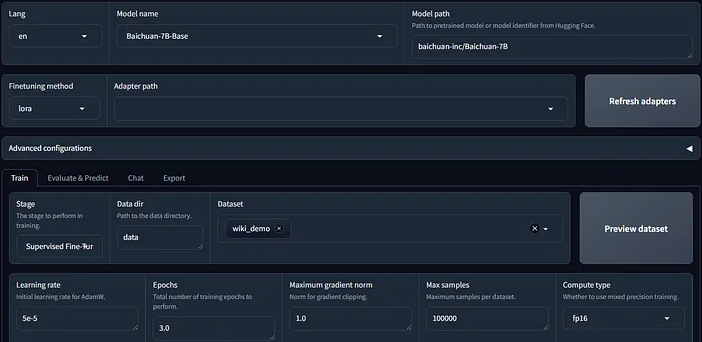 Lang
en
Model name
Baichuan-7B-Base
Model path
Path to pretrained model or model identifier from Hugging Face.
baichuan-inc/Baichuan-7B
Finetuning method
lora
Adapter path
Refresh adapters
Advanced configurations
Train
Evaluate & Predict
Chat
Export
Stage
The stage to perform in
training.
Supervised Fine-Tur
Data dir
Path to the data directory.
data
Dataset
wiki_demo
Preview dataset
Learning rate
Initial learning rate for AdamW.
5e-5
Epochs
Total number of training epochs to
perform.
3.0
Maximum gradient norm
Norm for gradient clipping.
1.0
Max samples
Maximum samples per dataset.
100000
Compute type
Whether to use mixed precision training.
fp16